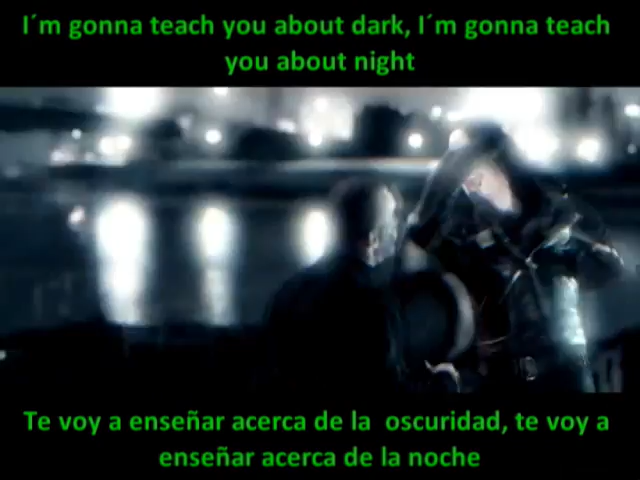 I´m gonna teach you about dark, I´m gonna teach
you about night
Te voy a enseñar acerca de la  oscuridad, te voy a
enseñar acerca de la noche